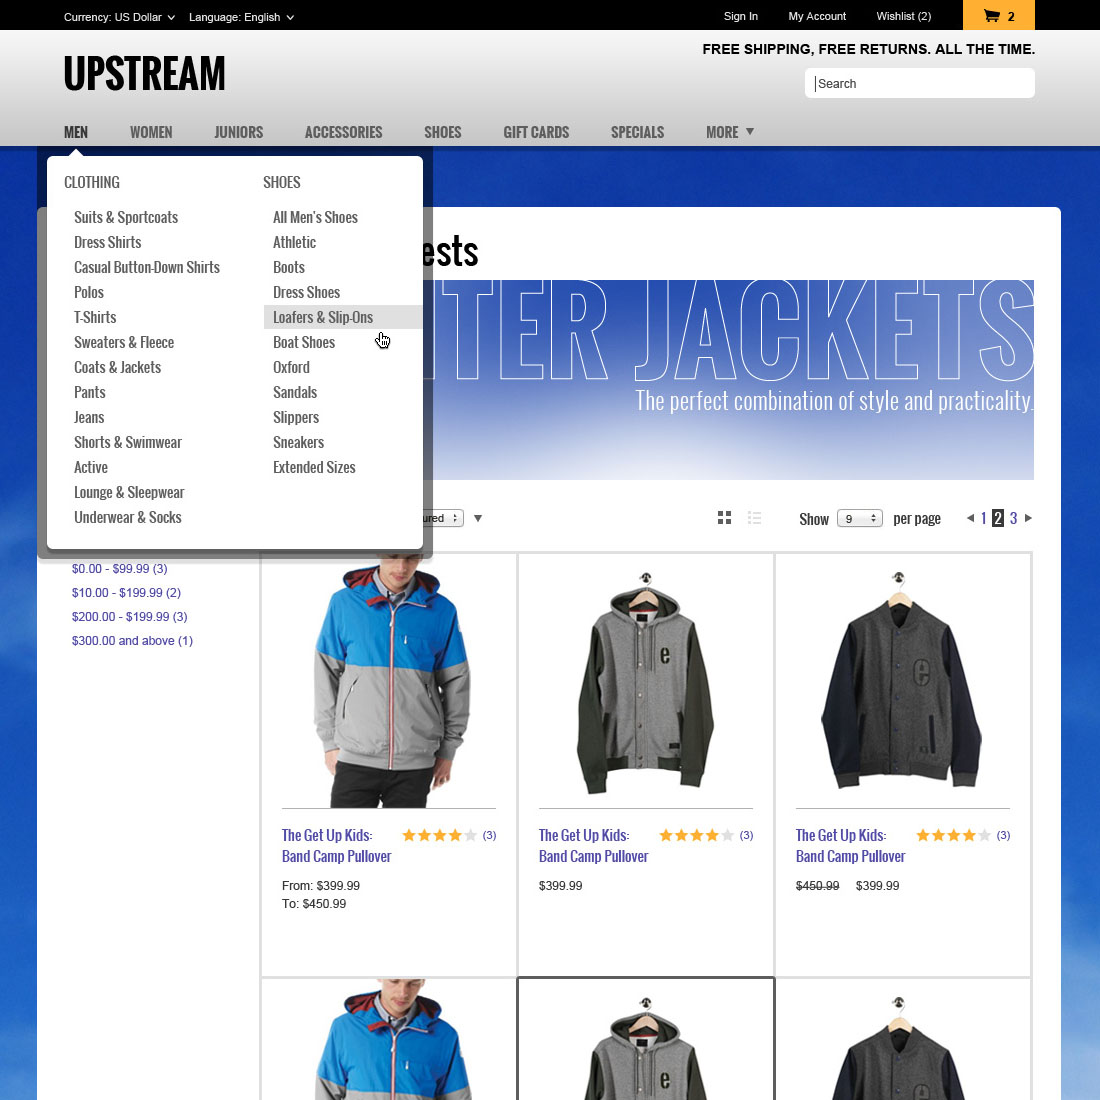 Currency: US Dollar Language: English Sign In My Account Wishlist (2) 2
FREE SHIPPING, FREE RETURNS. ALL THE TIME.
UPSTREAM
Search
MEN WOMEN JUNIORS ACCESSORIES SHOES GIFT CARDS SPECIALS MORE
CLOTHING
Suits & Sportcoats
Dress Shirts
Casual Button-Down Shirts
Polos
T-Shirts
Sweaters & Fleece
Coats & Jackets
Pants
Jeans
Shorts & Swimwear
Active
Lounge & Sleepwear
Underwear & Socks
SHOES
All Men's Shoes
Athletic
Boots
Dress Shoes
Loafers & Slip-Ons
Boat Shoes
Oxford
Sandals
Slippers
Sneakers
Extended Sizes
ests
TER JACKETS
The perfect combination of style and practicality.
ured Show 9 per page 1 2 3
$0.00 - $99.99 (3)
$10.00 - $199.99 (2)
$200.00 - $199.99 (3)
$300.00 and above (1)
e
e
The Get Up Kids: (3)
Band Camp Pullover
From: $399.99
To: $450.99
The Get Up Kids: (3)
Band Camp Pullover
$399.99
The Get Up Kids: (3)
Band Camp Pullover
$450.99 $399.99
e
e